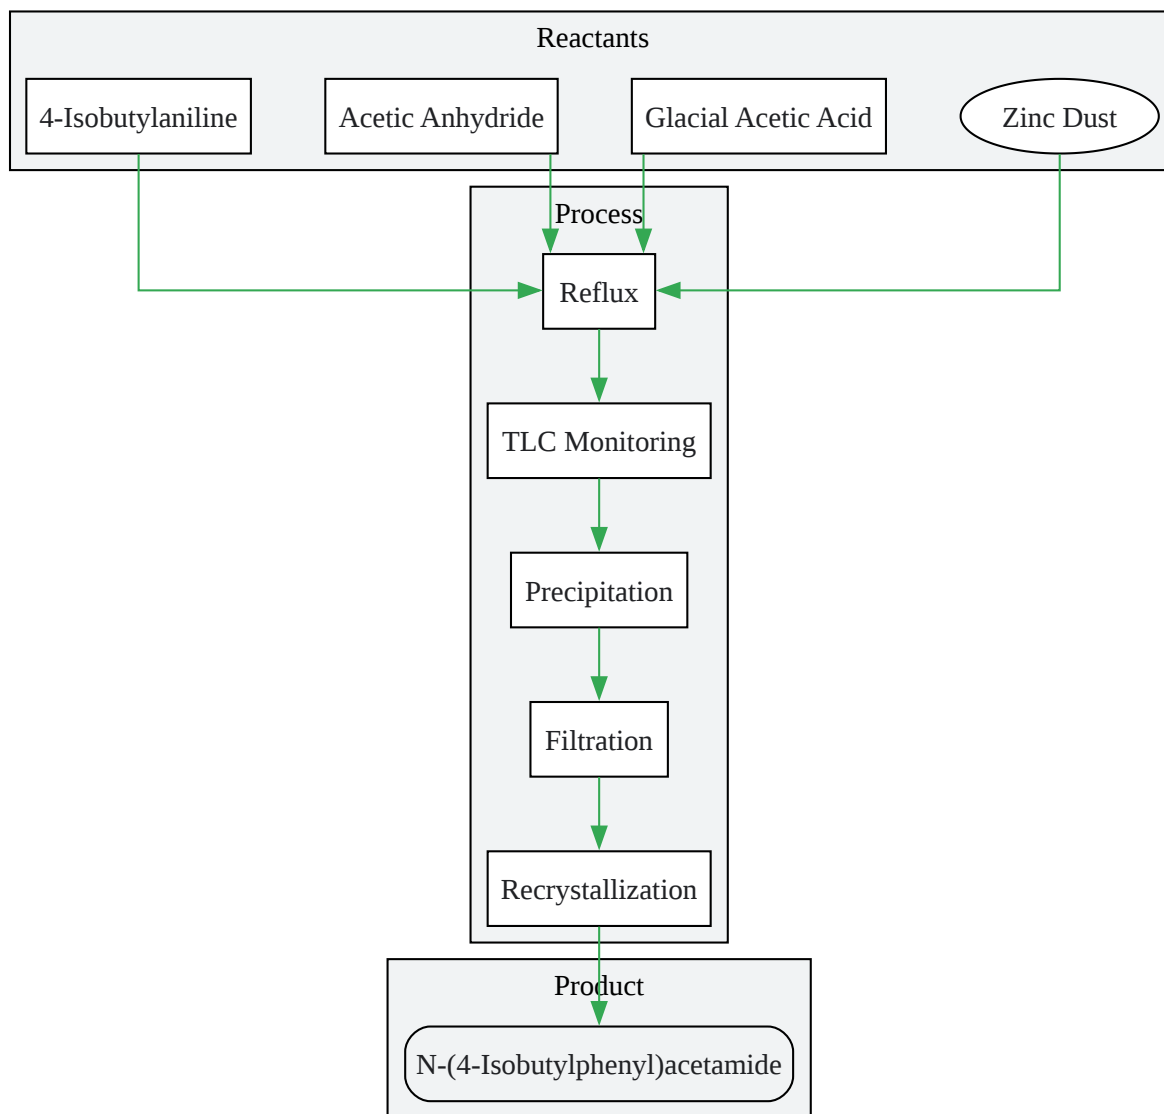 Reactants
4-Isobutylaniline
Acetic Anhydride
Glacial Acetic Acid
Zinc Dust
Process
Reflux
TLC Monitoring
Precipitation
Filtration
Recrystallization
Product
N-(4-Isobutylphenyl)acetamide